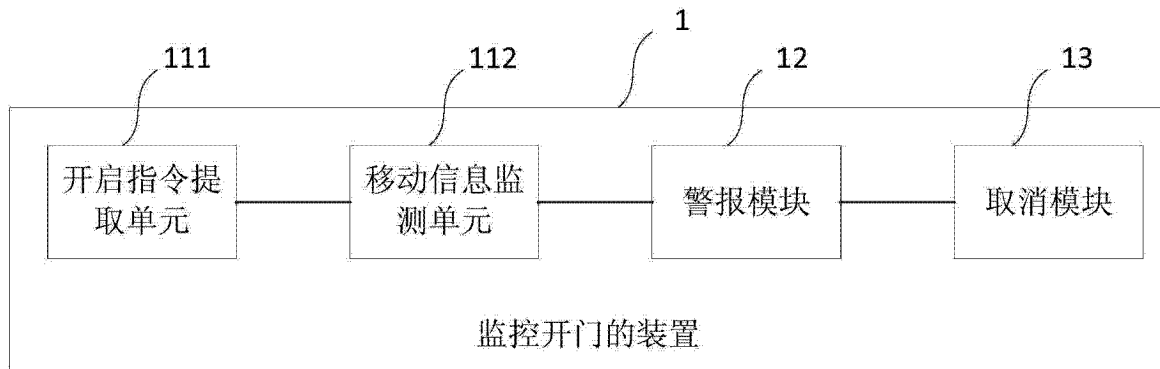 1
111
112
12
13
开启指令提
取单元
移动信息监
测单元
警报模块
取消模块
监控开门的装置